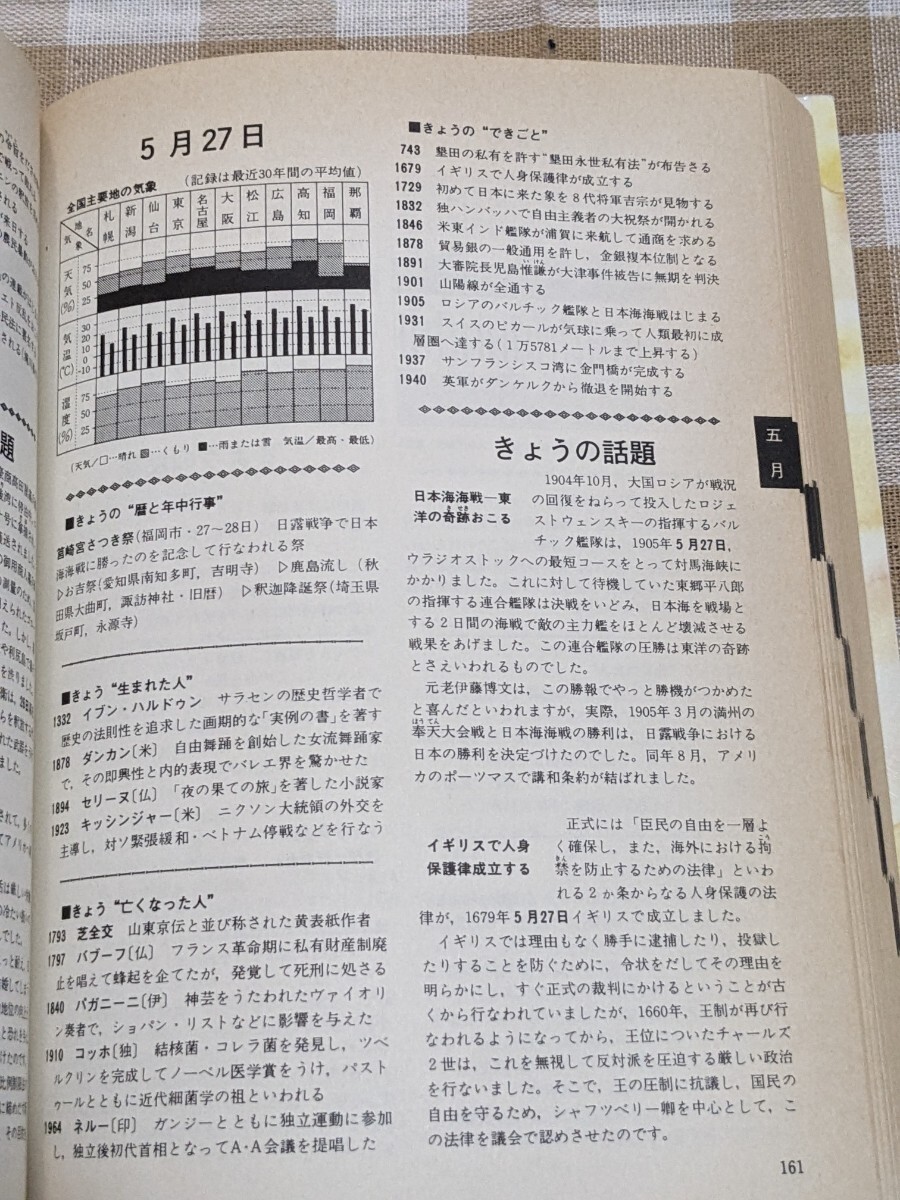 5月27日
全国主要地の気象 (記録は最近30年間の平均値)
地名 気象 札幌 新潟 仙台 東京 名古屋 大阪 松江 広島 高知 福岡 那覇
天気(%) 75 50 25
気温(℃) 30 20 10 0 -10
湿度(%) 75 50 25
(天気/□…晴れ ▨…くもり ■…雨または雪 気温/最高・最低)
■きょうの“暦と年中行事”
筥崎宮さつき祭(福岡市・27〜28日) 日露戦争で日本
海海戦に勝ったのを記念して行なわれる祭
▷お吉祭(愛知県南知多町，吉明寺) ▷鹿島流し(秋
田県大曲町，諏訪神社・旧暦) ▷釈迦降誕祭(埼玉県
坂戸町，永源寺)
■きょう“生まれた人”
1332 イブン・ハルドゥン サラセンの歴史哲学者で
歴史の法則性を追求した画期的な「実例の書」を著す
1878 ダンカン〔米〕 自由舞踊を創始した女流舞踊家
で，その即興性と内的表現でバレエ界を驚かせた
1894 セリーヌ〔仏〕 「夜の果ての旅」を著した小説家
1923 キッシンジャー〔米〕 ニクソン大統領の外交を
主導し，対ソ緊張緩和・ベトナム停戦などを行なう
■きょう“亡くなった人”
1793 芝全交 山東京伝と並び称された黄表紙作者
1797 バブーフ〔仏〕 フランス革命期に私有財産制廃
止を唱えて蜂起を企てたが，発覚して死刑に処さる
1840 パガニーニ〔伊〕 神芸をうたわれたヴァイオリ
ン奏者で，ショパン・リストなどに影響を与えた
1910 コッホ〔独〕 結核菌・コレラ菌を発見し，ツベ
ルクリンを完成してノーベル医学賞をうけ，パスト
ゥールとともに近代細菌学の祖といわれる
1964 ネルー〔印〕 ガンジーとともに独立運動に参加
し，独立後初代首相となってA・A会議を提唱した
■きょうの“できごと”
743 墾田の私有を許す“墾田永世私有法”が布告さる
1679 イギリスで人身保護律が成立する
1729 初めて日本に来た象を8代将軍吉宗が見物する
1832 独ハンバッハで自由主義者の大祝祭が開かれる
1846 米東インド艦隊が浦賀に来航して通商を求める
1878 貿易銀の一般通用を許し，金銀複本位制となる
1891 大審院長児島惟謙が大津事件被告に無期を判決
1901 山陽線が全通する
1905 ロシアのバルチック艦隊と日本海海戦はじまる
1931 スイスのピカールが気球に乗って人類最初に成
層圏へ達する(1万5781メートルまで上昇する)
1937 サンフランシスコ湾に金門橋が完成する
1940 英軍がダンケルクから撤退を開始する
きょうの話題
日本海海戦―東
洋の奇跡おこる
1904年10月，大国ロシアが戦況
の回復をねらって投入したロジェ
ストウェンスキーの指揮するバル
チック艦隊は，1905年5月27日，
ウラジオストックへの最短コースをとって対馬海峡に
かかりました。これに対して待機していた東郷平八郎
の指揮する連合艦隊は決戦をいどみ，日本海を戦場と
する2日間の海戦で敵の主力艦をほとんど壊滅させる
戦果をあげました。この連合艦隊の圧勝は東洋の奇跡
とさえいわれるものでした。
元老伊藤博文は，この勝報でやっと勝機がつかめた
と喜んだといわれますが，実際，1905年3月の満州の
奉天大会戦と日本海海戦の勝利は，日露戦争における
日本の勝利を決定づけたのでした。同年8月，アメリ
カのポーツマスで講和条約が結ばれました。
イギリスで人身
保護律成立する
正式には「臣民の自由を一層よ
く確保し，また，海外における拘
禁を防止するための法律」といわ
れる2か条からなる人身保護の法
律が，1679年5月27日イギリスで成立しました。
イギリスでは理由もなく勝手に逮捕したり，投獄し
たりすることを防ぐために，令状をだしてその理由を
明らかにし，すぐ正式の裁判にかけるということが古
くから行なわれていましたが，1660年，王制が再び行
なわれるようになってから，王位についたチャールズ
2世は，これを無視して反対派を圧迫する厳しい政治
を行ないました。そこで，王の圧制に抗議し，国民の
自由を守るため，シャフツベリー卿を中心として，こ
の法律を議会で認めさせたのです。
五月
161